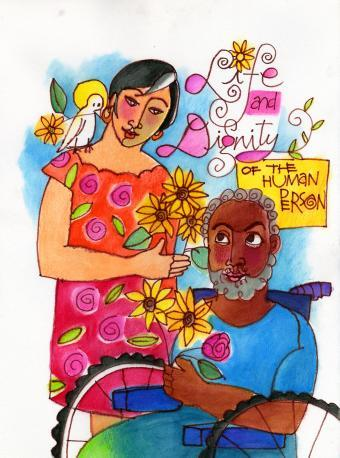 Life
and
Dignity
OF THE
HUMAN
PERSON